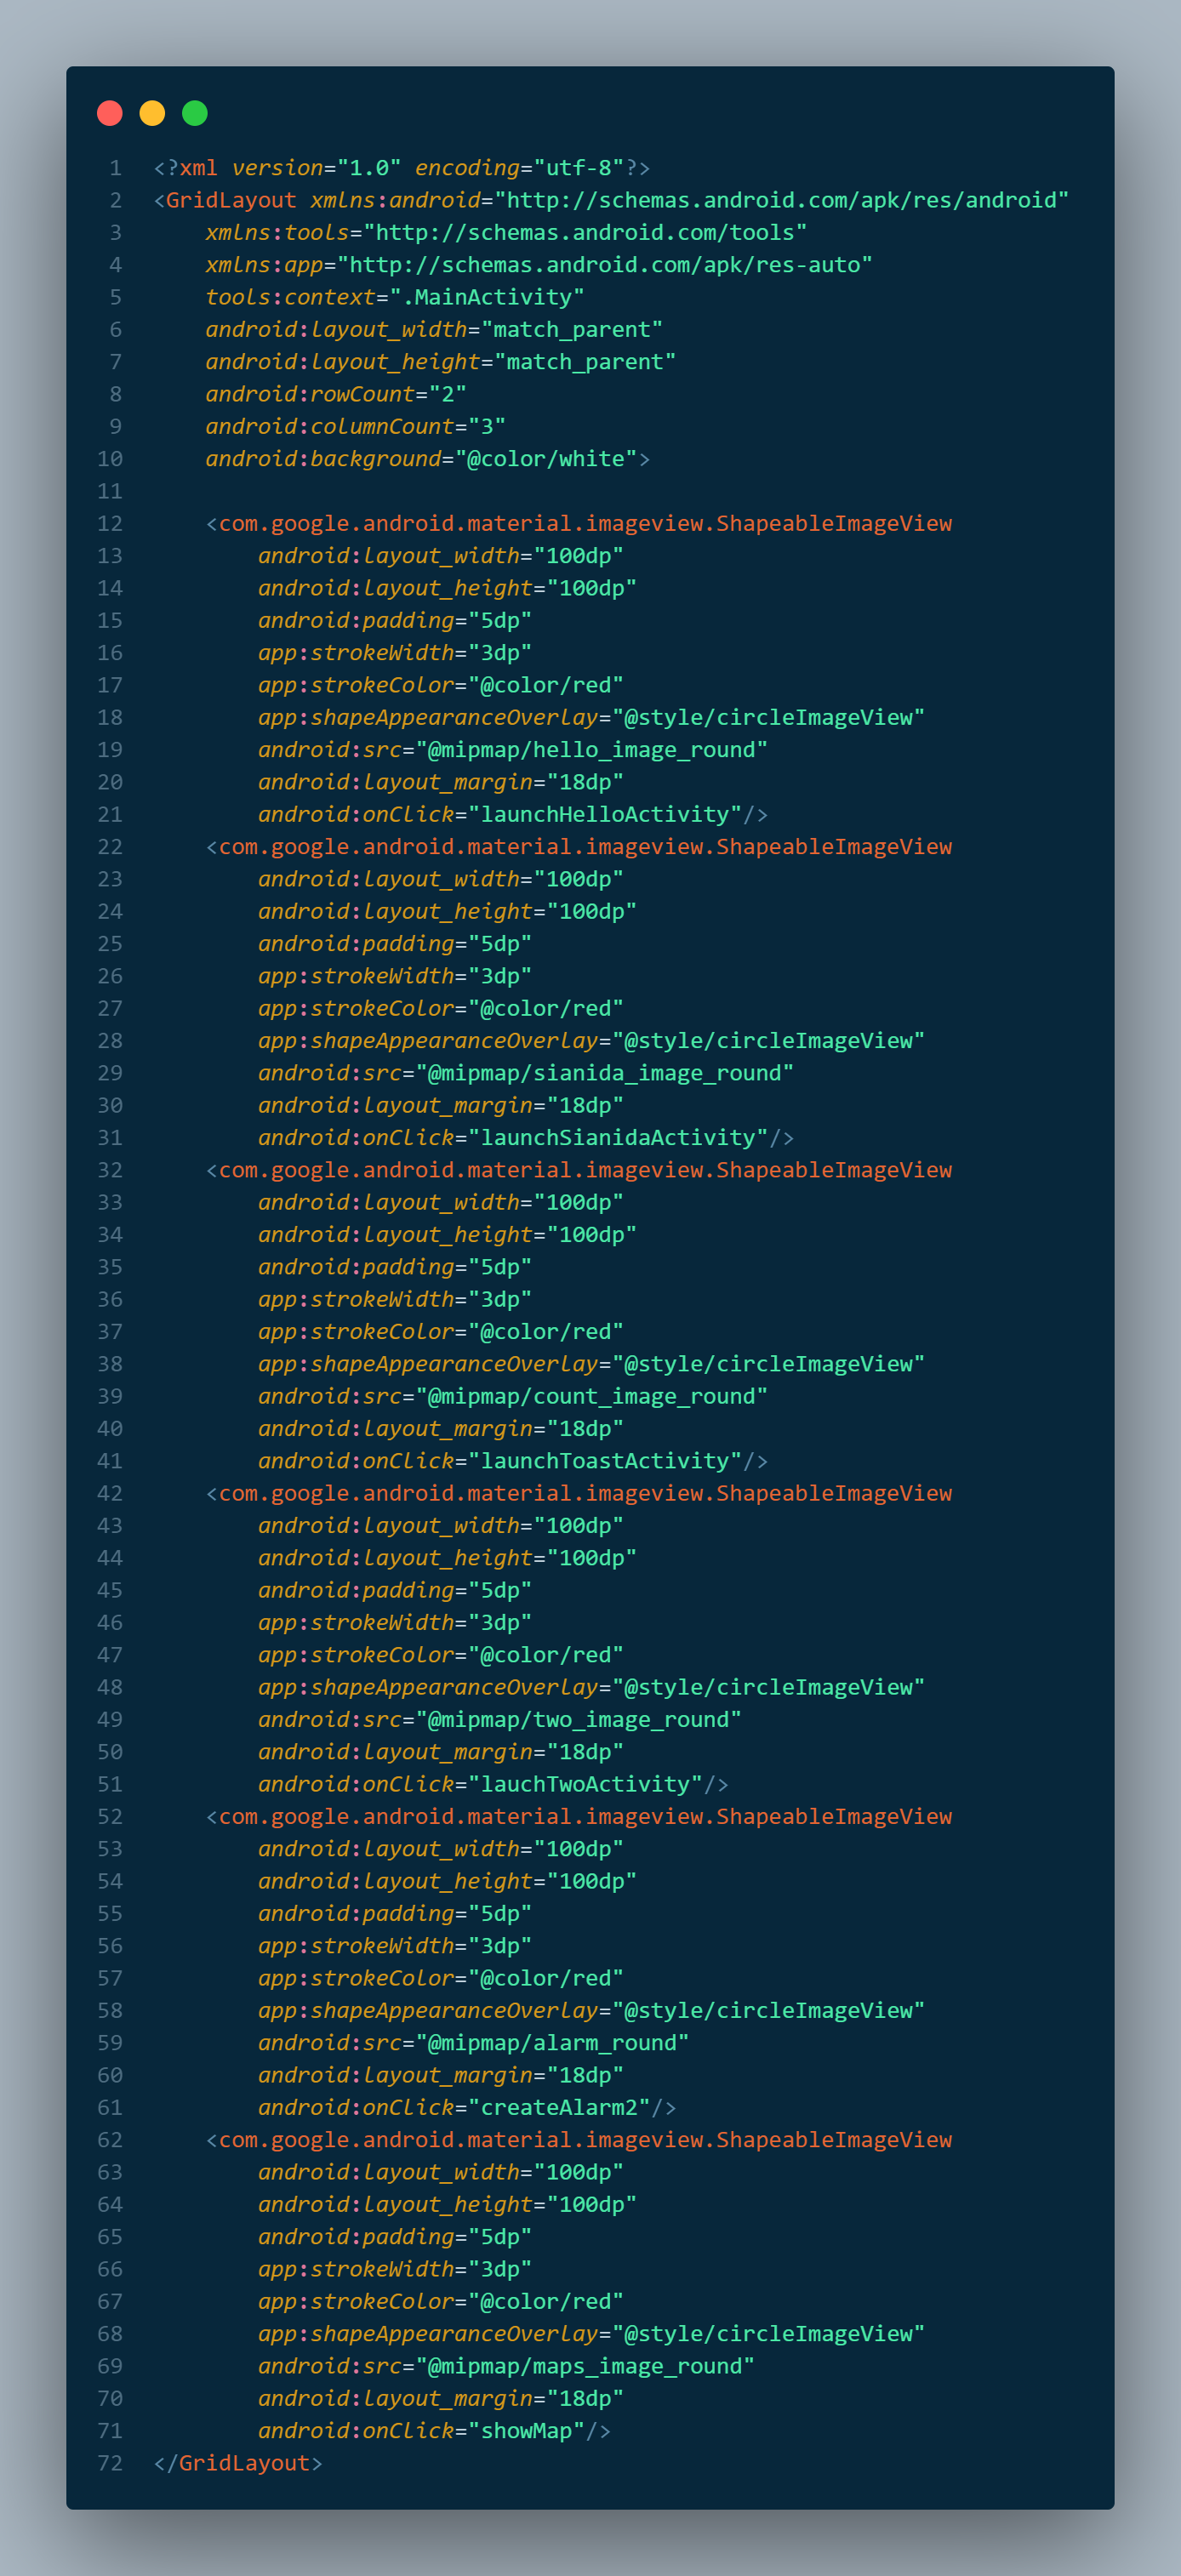 1 <?xml version="1.0" encoding="utf-8"?>
2 <GridLayout xmlns:android="http://schemas.android.com/apk/res/android"
3     xmlns:tools="http://schemas.android.com/tools"
4     xmlns:app="http://schemas.android.com/apk/res-auto"
5     tools:context=".MainActivity"
6     android:layout_width="match_parent"
7     android:layout_height="match_parent"
8     android:rowCount="2"
9     android:columnCount="3"
10     android:background="@color/white">
11
12     <com.google.android.material.imageview.ShapeableImageView
13         android:layout_width="100dp"
14         android:layout_height="100dp"
15         android:padding="5dp"
16         app:strokeWidth="3dp"
17         app:strokeColor="@color/red"
18         app:shapeAppearanceOverlay="@style/circleImageView"
19         android:src="@mipmap/hello_image_round"
20         android:layout_margin="18dp"
21         android:onClick="launchHelloActivity"/>
22     <com.google.android.material.imageview.ShapeableImageView
23         android:layout_width="100dp"
24         android:layout_height="100dp"
25         android:padding="5dp"
26         app:strokeWidth="3dp"
27         app:strokeColor="@color/red"
28         app:shapeAppearanceOverlay="@style/circleImageView"
29         android:src="@mipmap/sianida_image_round"
30         android:layout_margin="18dp"
31         android:onClick="launchSianidaActivity"/>
32     <com.google.android.material.imageview.ShapeableImageView
33         android:layout_width="100dp"
34         android:layout_height="100dp"
35         android:padding="5dp"
36         app:strokeWidth="3dp"
37         app:strokeColor="@color/red"
38         app:shapeAppearanceOverlay="@style/circleImageView"
39         android:src="@mipmap/count_image_round"
40         android:layout_margin="18dp"
41         android:onClick="launchToastActivity"/>
42     <com.google.android.material.imageview.ShapeableImageView
43         android:layout_width="100dp"
44         android:layout_height="100dp"
45         android:padding="5dp"
46         app:strokeWidth="3dp"
47         app:strokeColor="@color/red"
48         app:shapeAppearanceOverlay="@style/circleImageView"
49         android:src="@mipmap/two_image_round"
50         android:layout_margin="18dp"
51         android:onClick="lauchTwoActivity"/>
52     <com.google.android.material.imageview.ShapeableImageView
53         android:layout_width="100dp"
54         android:layout_height="100dp"
55         android:padding="5dp"
56         app:strokeWidth="3dp"
57         app:strokeColor="@color/red"
58         app:shapeAppearanceOverlay="@style/circleImageView"
59         android:src="@mipmap/alarm_round"
60         android:layout_margin="18dp"
61         android:onClick="createAlarm2"/>
62     <com.google.android.material.imageview.ShapeableImageView
63         android:layout_width="100dp"
64         android:layout_height="100dp"
65         android:padding="5dp"
66         app:strokeWidth="3dp"
67         app:strokeColor="@color/red"
68         app:shapeAppearanceOverlay="@style/circleImageView"
69         android:src="@mipmap/maps_image_round"
70         android:layout_margin="18dp"
71         android:onClick="showMap"/>
72 </GridLayout>